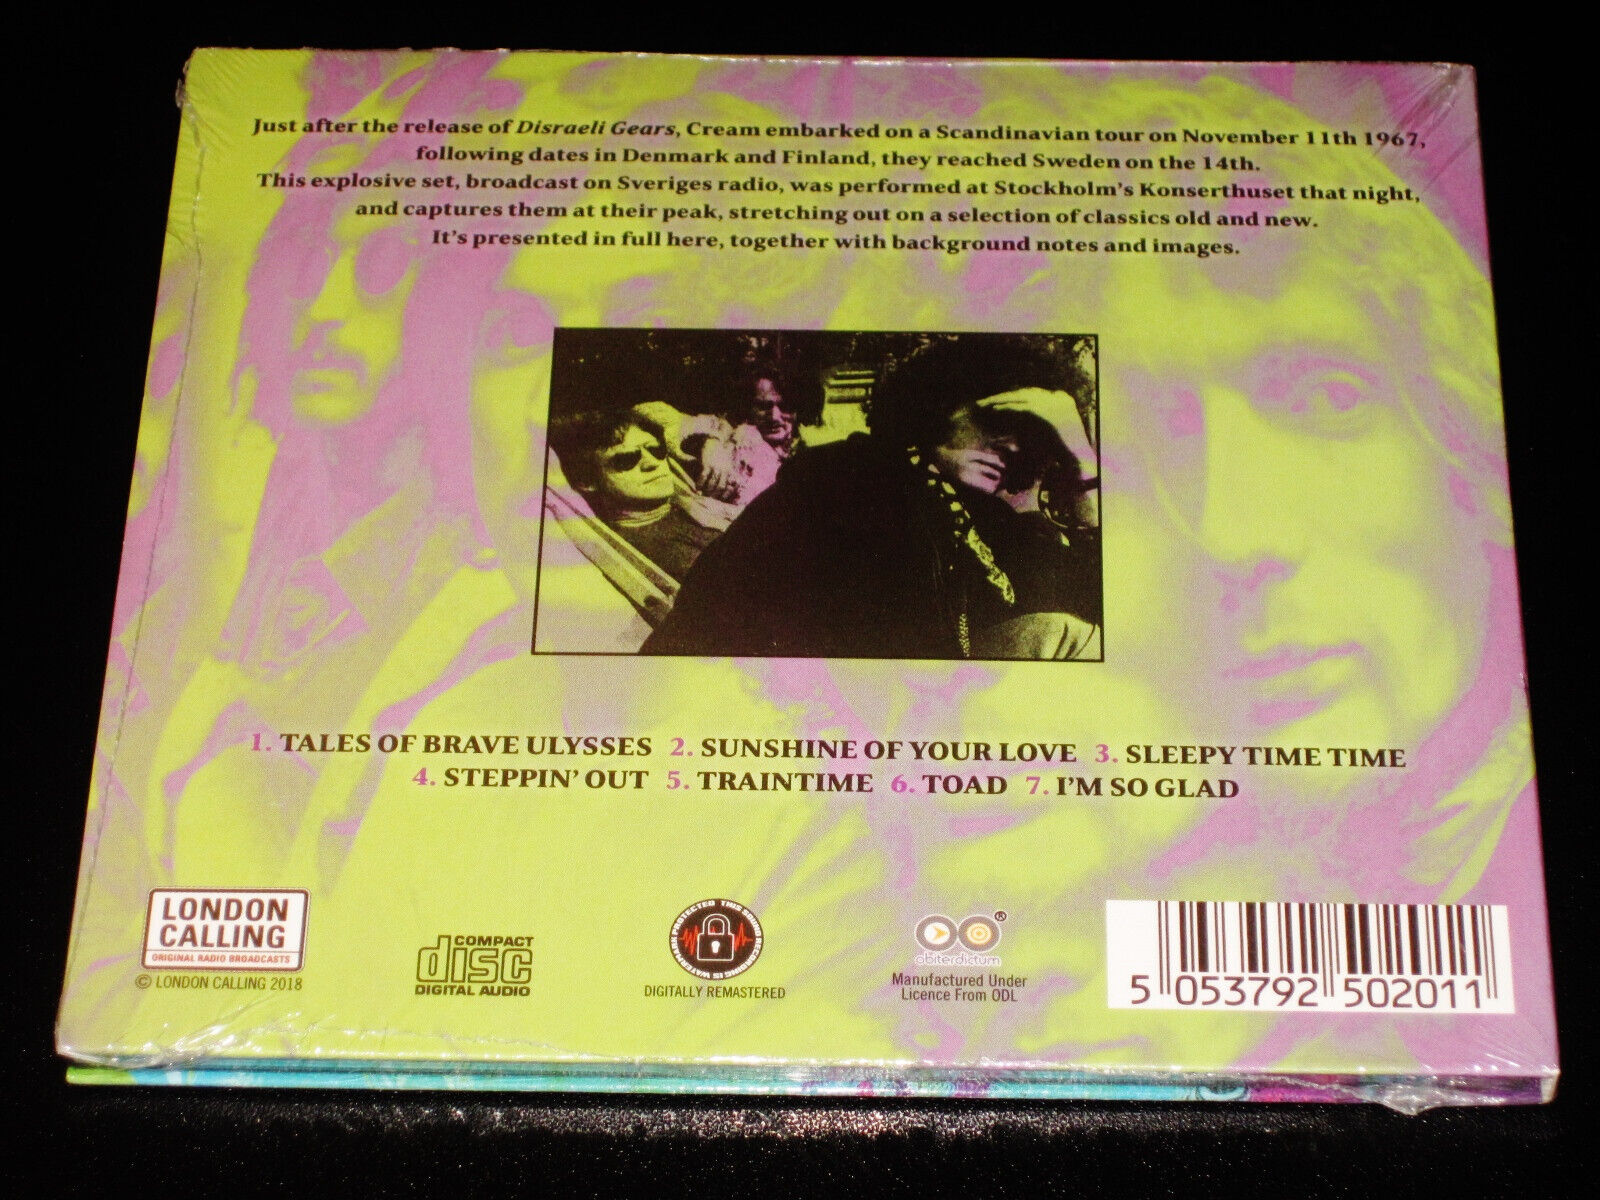 Just after the release of Disraeli Gears, Cream embarked on a Scandinavian tour on November 11th 1967,
following dates in Denmark and Finland, they reached Sweden on the 14th.
This explosive set, broadcast on Sveriges radio, was performed at Stockholm's Konserthuset that night,
and captures them at their peak, stretching out on a selection of classics old and new.
It's presented in full here, together with background notes and images.
1. TALES OF BRAVE ULYSSES 2. SUNSHINE OF YOUR LOVE 3. SLEEPY TIME TIME
4. STEPPIN' OUT 5. TRAINTIME 6. TOAD 7. I'M SO GLAD
LONDON
CALLING
ORIGINAL RADIO BROADCASTS
© LONDON CALLING 2018
COMPACT
disc
DIGITAL AUDIO
THIS SOUND RECORDING IS WATERMARK PROTECTED
DIGITALLY REMASTERED
®
obiterdictum
Manufactured Under
Licence From ODL
5 053792 502011